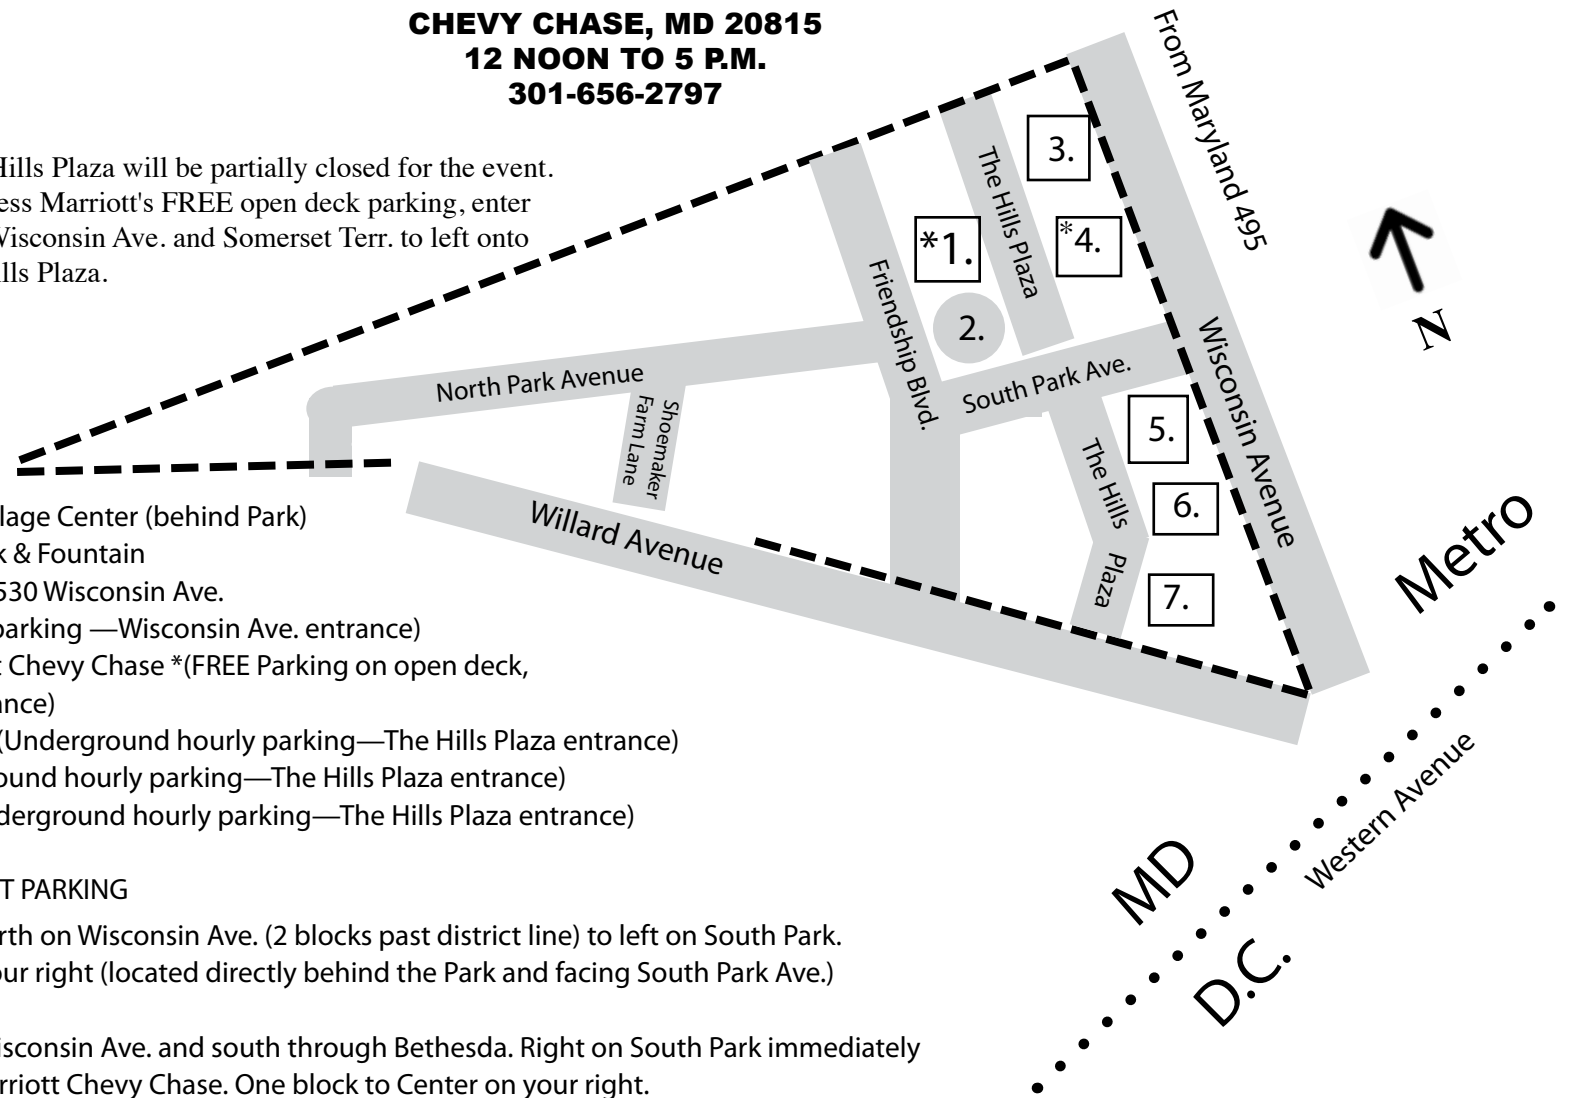 CHEVY CHASE, MD 20815
12 NOON TO 5 P.M.
301-656-2797
Hills Plaza will be partially closed for the event.
ess Marriott's FREE open deck parking, enter
Wisconsin Ave. and Somerset Terr. to left onto
lls Plaza.
From Maryland 495
3.
The Hills Plaza
*1.
*4.
Friendship Blvd.
2.
N
North Park Avenue
South Park Ave.
Wisconsin Avenue
Shoemaker
Farm Lane
5.
The Hills
Plaza
6.
7.
Willard Avenue
Metro
Western Avenue
MD
D.C.
lage Center (behind Park)
k & Fountain
530 Wisconsin Ave.
parking —Wisconsin Ave. entrance)
t Chevy Chase *(FREE Parking on open deck,
ance)
(Underground hourly parking—The Hills Plaza entrance)
ound hourly parking—The Hills Plaza entrance)
derground hourly parking—The Hills Plaza entrance)
T PARKING
rth on Wisconsin Ave. (2 blocks past district line) to left on South Park.
our right (located directly behind the Park and facing South Park Ave.)
isconsin Ave. and south through Bethesda. Right on South Park immediately
rriott Chevy Chase. One block to Center on your right.